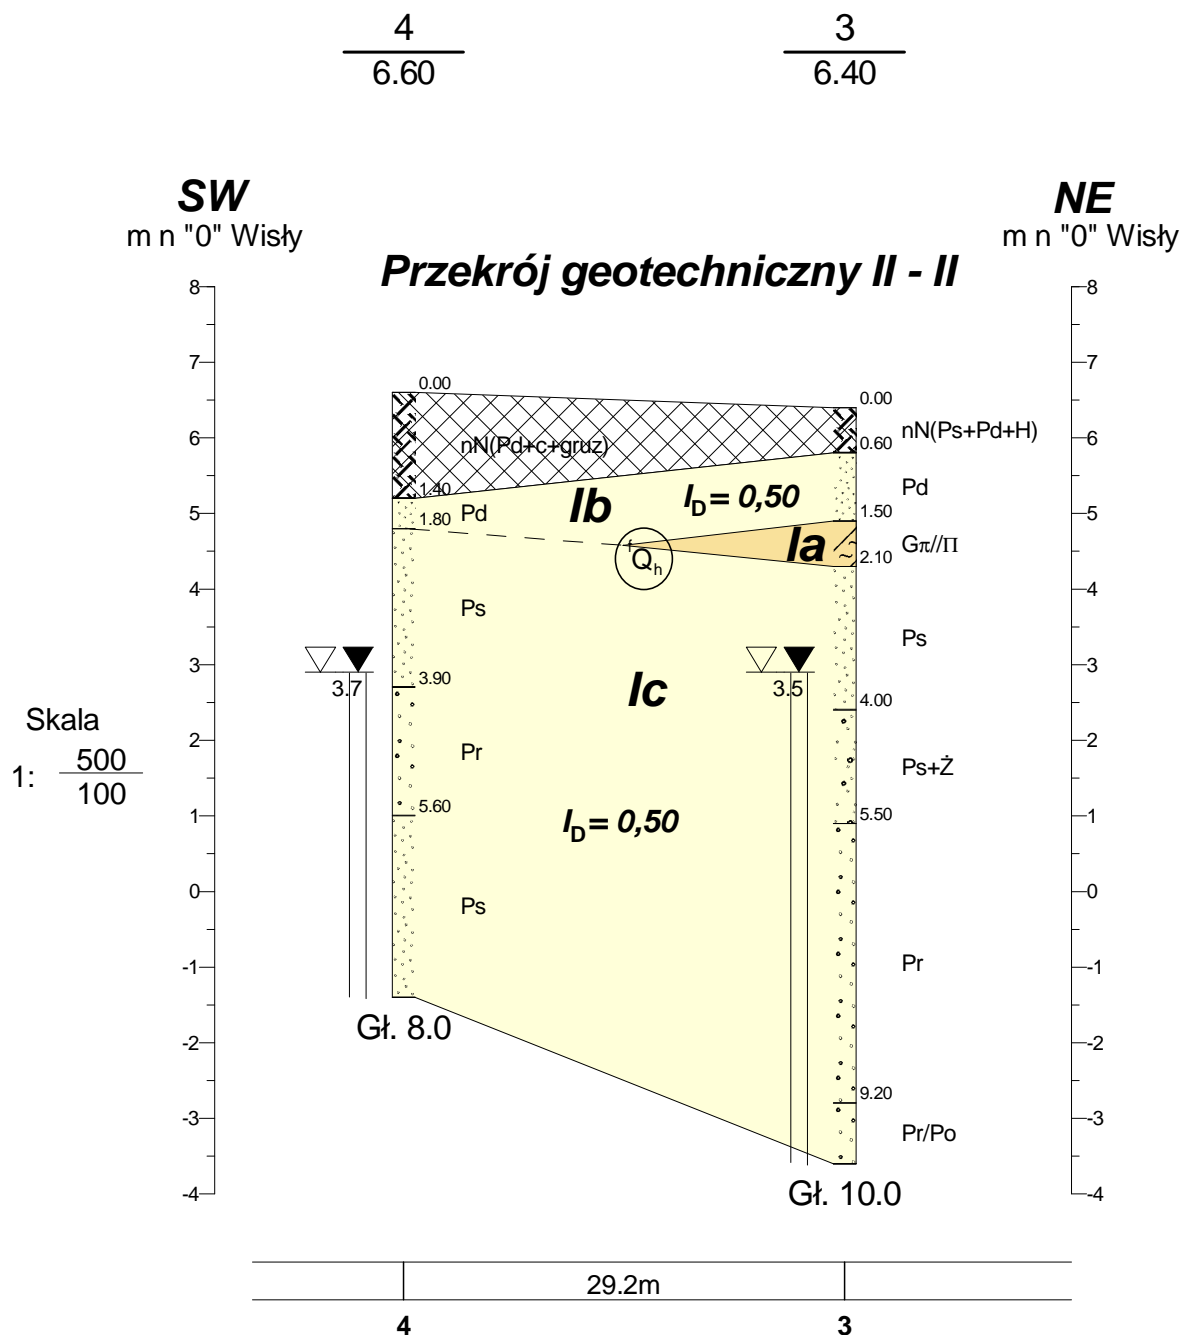 4 3
6.60 6.40
SW NE
m n "0" Wisły m n "0" Wisły
Przekrój geotechniczny II - II
8 8
7 7
0.00 0.00
nN(Ps+Pd+H)
6 6
nN(Pd+c+gruz) 0.60
1.40 Ib I_D = 0,50 Pd
5 Pd 1.50 5
1.80
Ia Gπ//Π
fQh 2.10
4 4
Ps
Ps
3 3
3.7 3.90 Ic 3.5
4.00
Skala
2 2
1: 500
100
Pr Ps+Ż
1 5.60 5.50 1
I_D = 0,50
0 0
Ps
-1 Pr -1
Gł. 8.0
-2 -2
9.20
-3 -3
Pr/Po
-4 Gł. 10.0 -4
29.2m
4 3